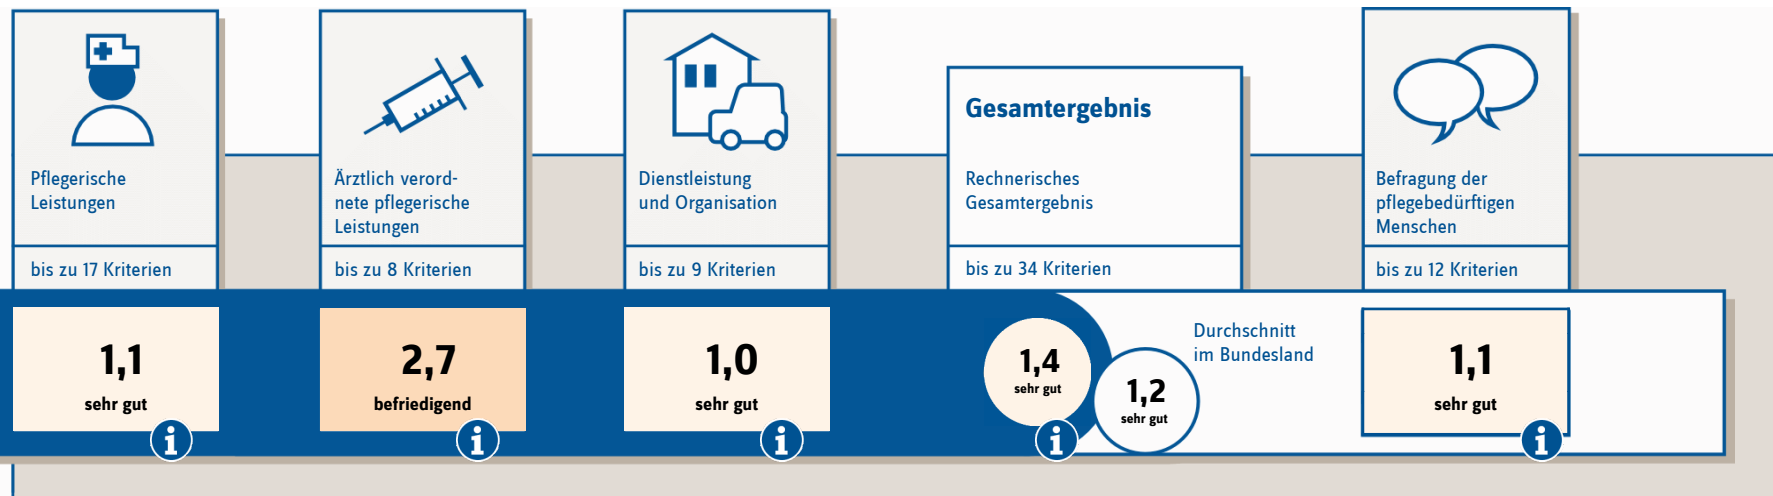 Pflegerische
Leistungen
bis zu 17 Kriterien
1,1
sehr gut
i
Ärztlich verord-
nete pflegerische
Leistungen
bis zu 8 Kriterien
2,7
befriedigend
i
Dienstleistung
und Organisation
bis zu 9 Kriterien
1,0
sehr gut
i
Gesamtergebnis
Rechnerisches
Gesamtergebnis
bis zu 34 Kriterien
1,4
sehr gut
i
1,2
sehr gut
Durchschnitt
im Bundesland
Befragung der
pflegebedürftigen
Menschen
bis zu 12 Kriterien
1,1
sehr gut
i